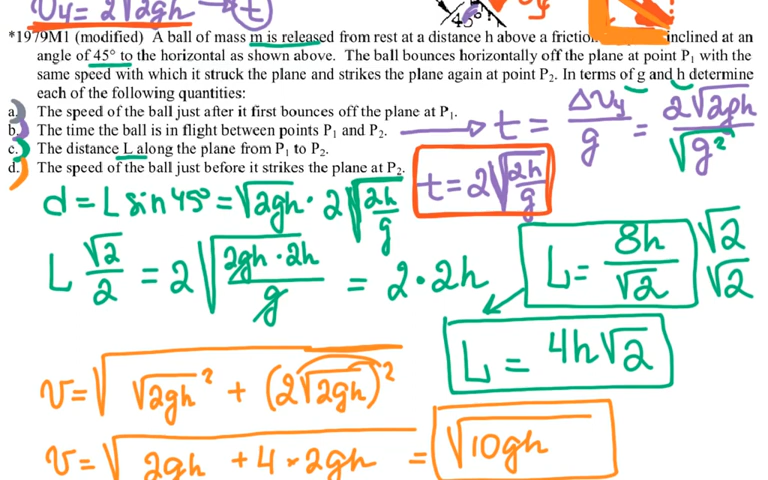 Vy = 2√2gh → t
45°
*1979M1 (modified) A ball of mass m is released from rest at a distance h above a frictio inclined at an
angle of 45° to the horizontal as shown above. The ball bounces horizontally off the plane at point P₁ with the
same speed with which it struck the plane and strikes the plane again at point P₂. In terms of g and h determine
each of the following quantities:
a. The speed of the ball just after it first bounces off the plane at P₁.
b. The time the ball is in flight between points P₁ and P₂.
c. The distance L along the plane from P₁ to P₂.
d. The speed of the ball just before it strikes the plane at P₂.
→ t = ΔVy/g = 2√2gh/√g²
t = 2√(2h/g)
d = L sin 45° = √2gh · 2√(2h/g)
L √2/2 = 2√(2gh · 2h/g) = 2 · 2h
L = 8h/√2 √2/√2
L = 4h√2
v = √(√2gh² + (2√2gh)²)
v = √(2gh + 4 × 2gh) = √10gh